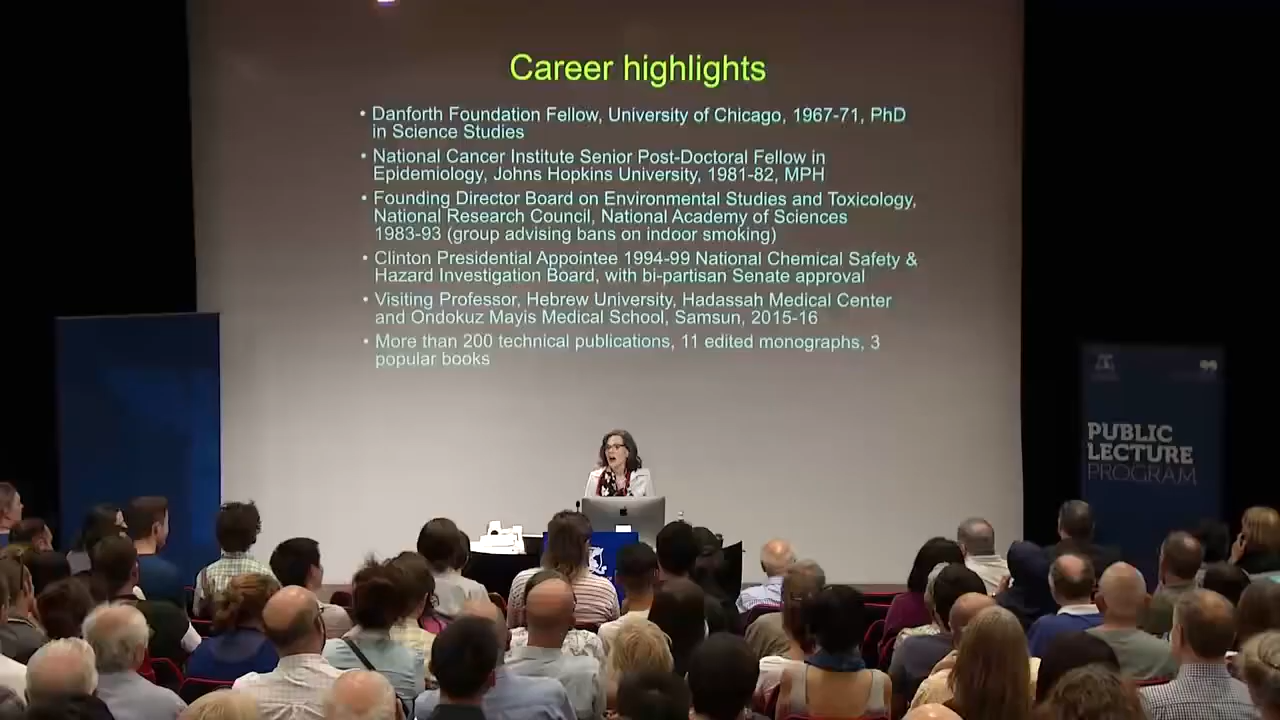 Career highlights
• Danforth Foundation Fellow, University of Chicago, 1967-71, PhD
in Science Studies
• National Cancer Institute Senior Post-Doctoral Fellow in
Epidemiology, Johns Hopkins University, 1981-82, MPH
• Founding Director Board on Environmental Studies and Toxicology,
National Research Council, National Academy of Sciences
1983-93 (group advising bans on indoor smoking)
• Clinton Presidential Appointee 1994-99 National Chemical Safety &
Hazard Investigation Board, with bi-partisan Senate approval
• Visiting Professor, Hebrew University, Hadassah Medical Center
and Ondokuz Mayis Medical School, Samsun, 2015-16
• More than 200 technical publications, 11 edited monographs, 3
popular books
PUBLIC
LECTURE
PROGRAM